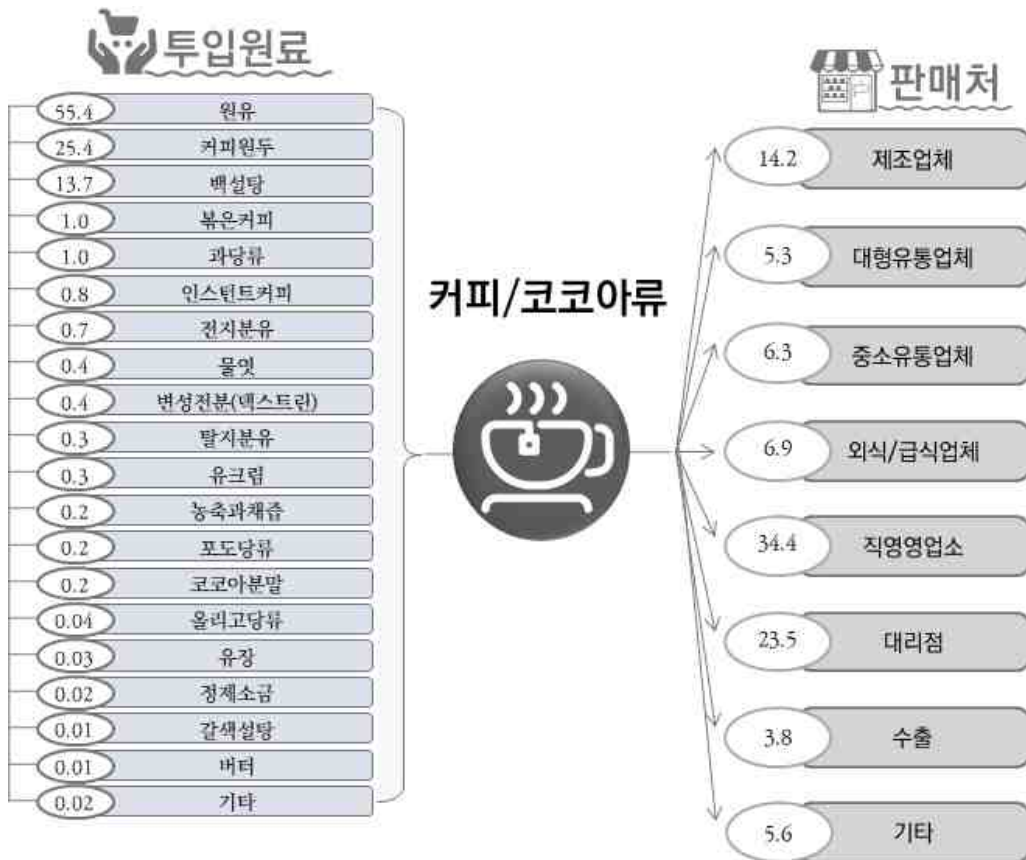 투입원료
55.4 원유
25.4 커피원두
13.7 백설탕
1.0 볶은커피
1.0 과당류
0.8 인스턴트커피
0.7 전지분유
0.4 물엿
0.4 변성전분(덱스트린)
0.3 탈지분유
0.3 유크림
0.2 농축과채즙
0.2 포도당류
0.2 코코아분말
0.04 올리고당류
0.03 유장
0.02 정제소금
0.01 갈색설탕
0.01 버터
0.02 기타
커피/코코아류
판매처
14.2 제조업체
5.3 대형유통업체
6.3 중소유통업체
6.9 외식/급식업체
34.4 직영영업소
23.5 대리점
3.8 수출
5.6 기타